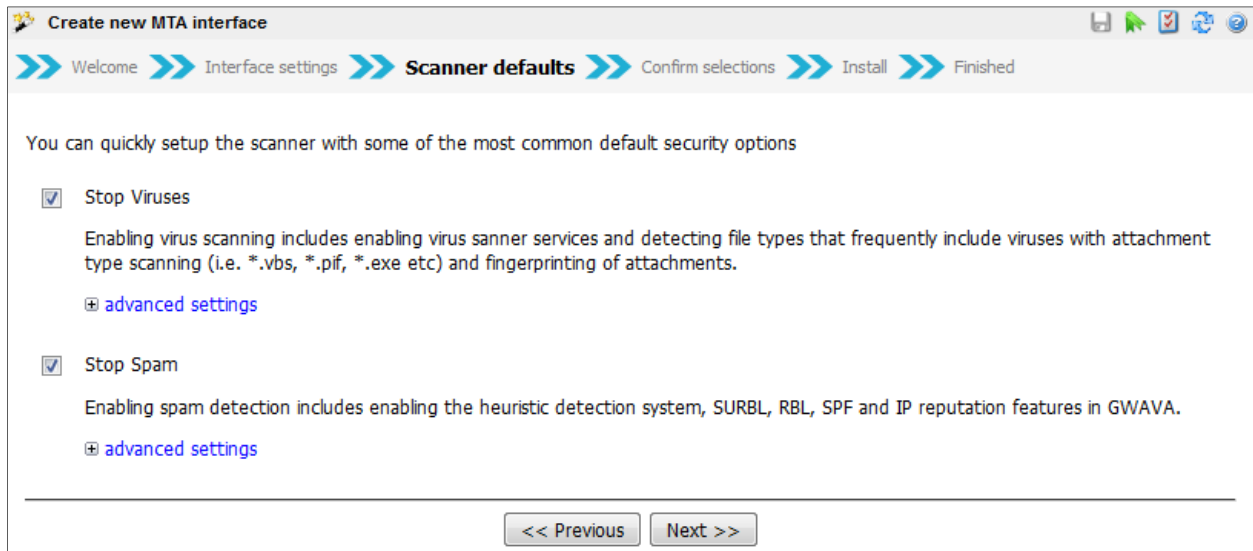 Create new MTA interface
Welcome Interface settings Scanner defaults Confirm selections Install Finished
You can quickly setup the scanner with some of the most common default security options
Stop Viruses
Enabling virus scanning includes enabling virus sanner services and detecting file types that frequently include viruses with attachment
type scanning (i.e. *.vbs, *.pif, *.exe etc) and fingerprinting of attachments.
advanced settings
Stop Spam
Enabling spam detection includes enabling the heuristic detection system, SURBL, RBL, SPF and IP reputation features in GWAVA.
advanced settings
<< Previous Next >>